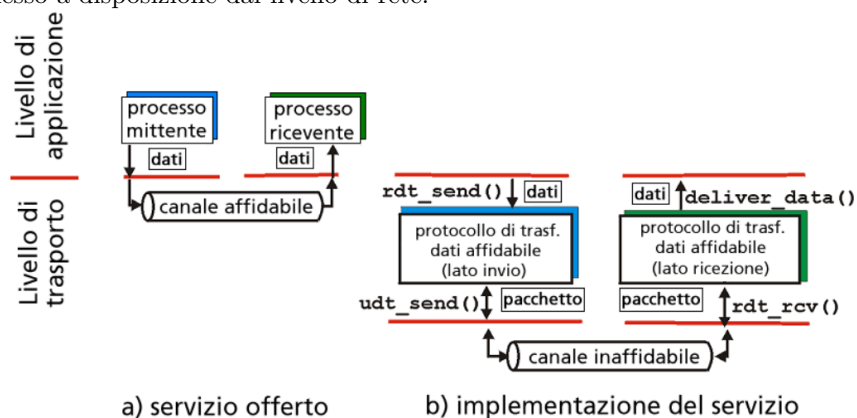 messo a disposizione dal livello di rete.
Livello di
applicazione
processo
mittente
processo
ricevente
dati
dati
Livello di
trasporto
canale affidabile
rdt_send()
dati
dati
deliver_data()
protocollo di trasf.
dati affidabile
(lato invio)
protocollo di trasf.
dati affidabile
(lato ricezione)
udt_send()
pacchetto
pacchetto
rdt_rcv()
canale inaffidabile
a) servizio offerto
b) implementazione del servizio